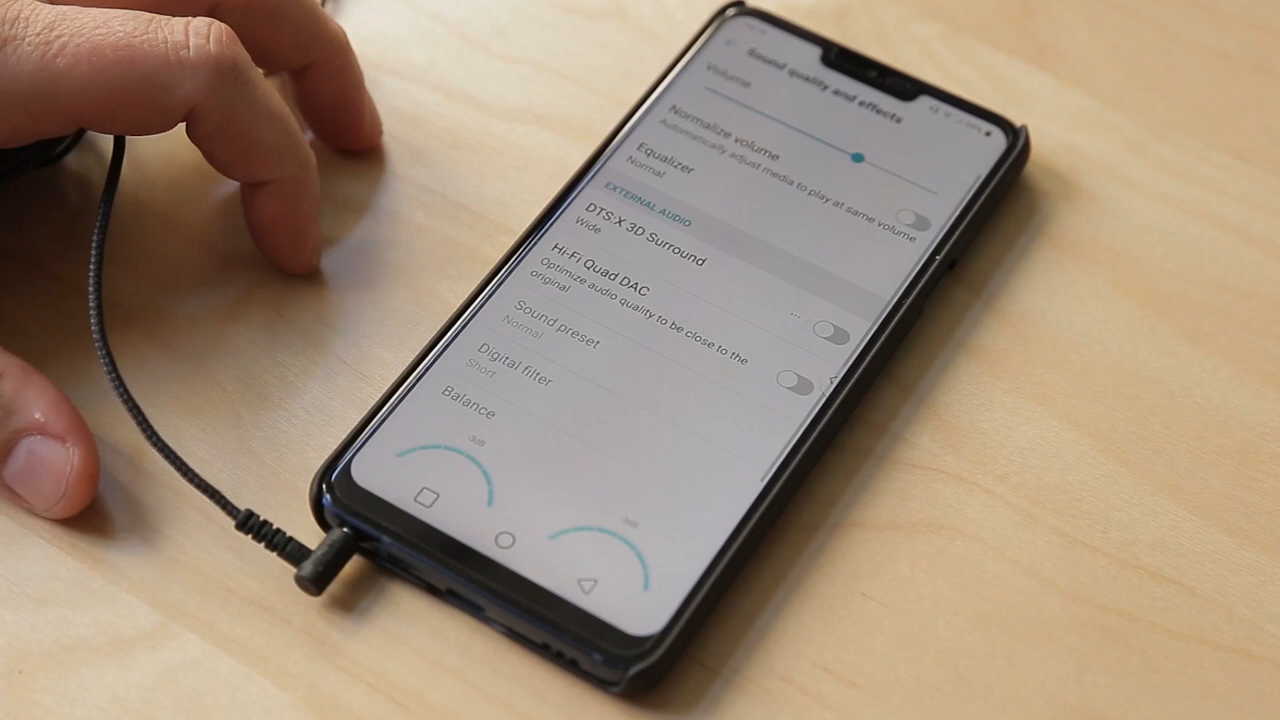 Sound quality and effects
Volume
Normalize volume
Automatically adjust media to play at same volume
Equalizer
Normal
EXTERNAL AUDIO
DTS:X 3D Surround
Wide
Hi-Fi Quad DAC
Optimize audio quality to be close to the
original
Sound preset
Normal
Digital filter
Short
Balance
-3dB
-3dB